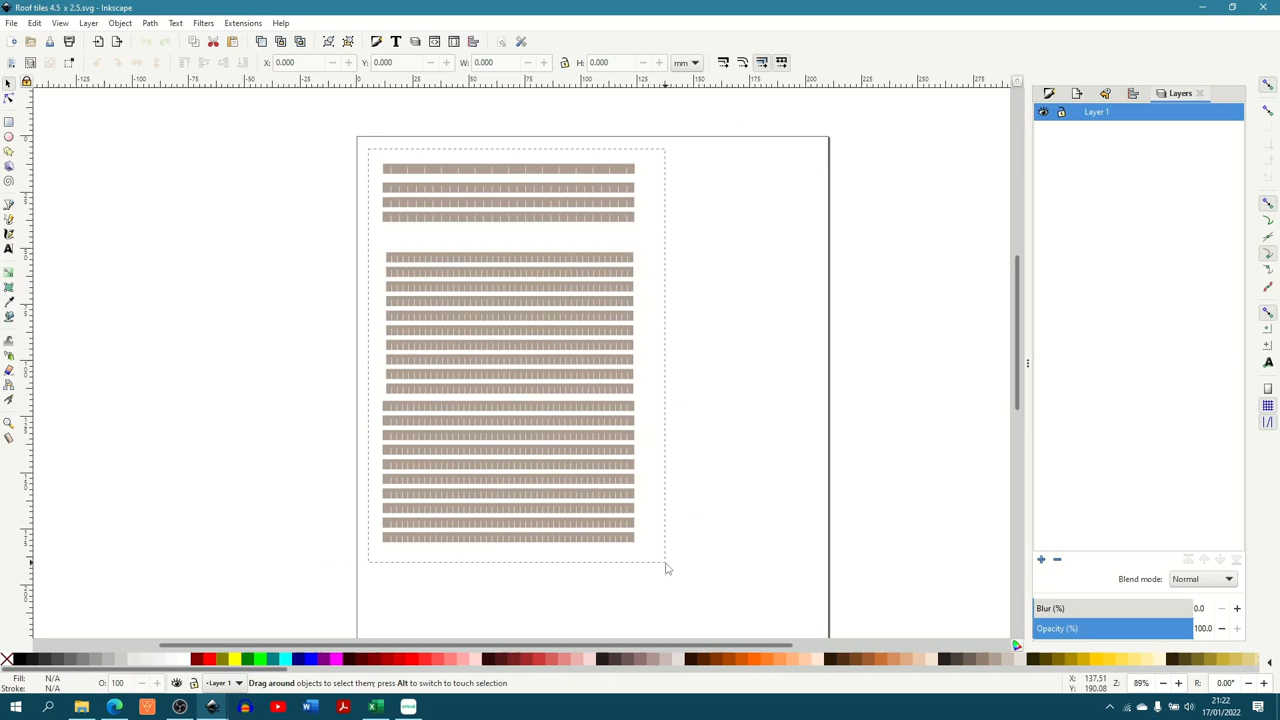 Roof tiles 4.5 x 2.5.svg - Inkscape
File Edit View Layer Object Path Text Filters Extensions Help
X: 0.000 Y: 0.000 W: 0.000 H: 0.000 mm
Layers
Layer 1
Blend mode: Normal
Blur (%) 0.0
Opacity (%) 100.0
Fill: N/A
Stroke: N/A
O: 100
•Layer 1
Drag around objects to select them; press Alt to switch to touch selection
X: 137.51
Y: 190.08
Z: 89%
R: 0.00°
cricut
21:22
17/01/2022